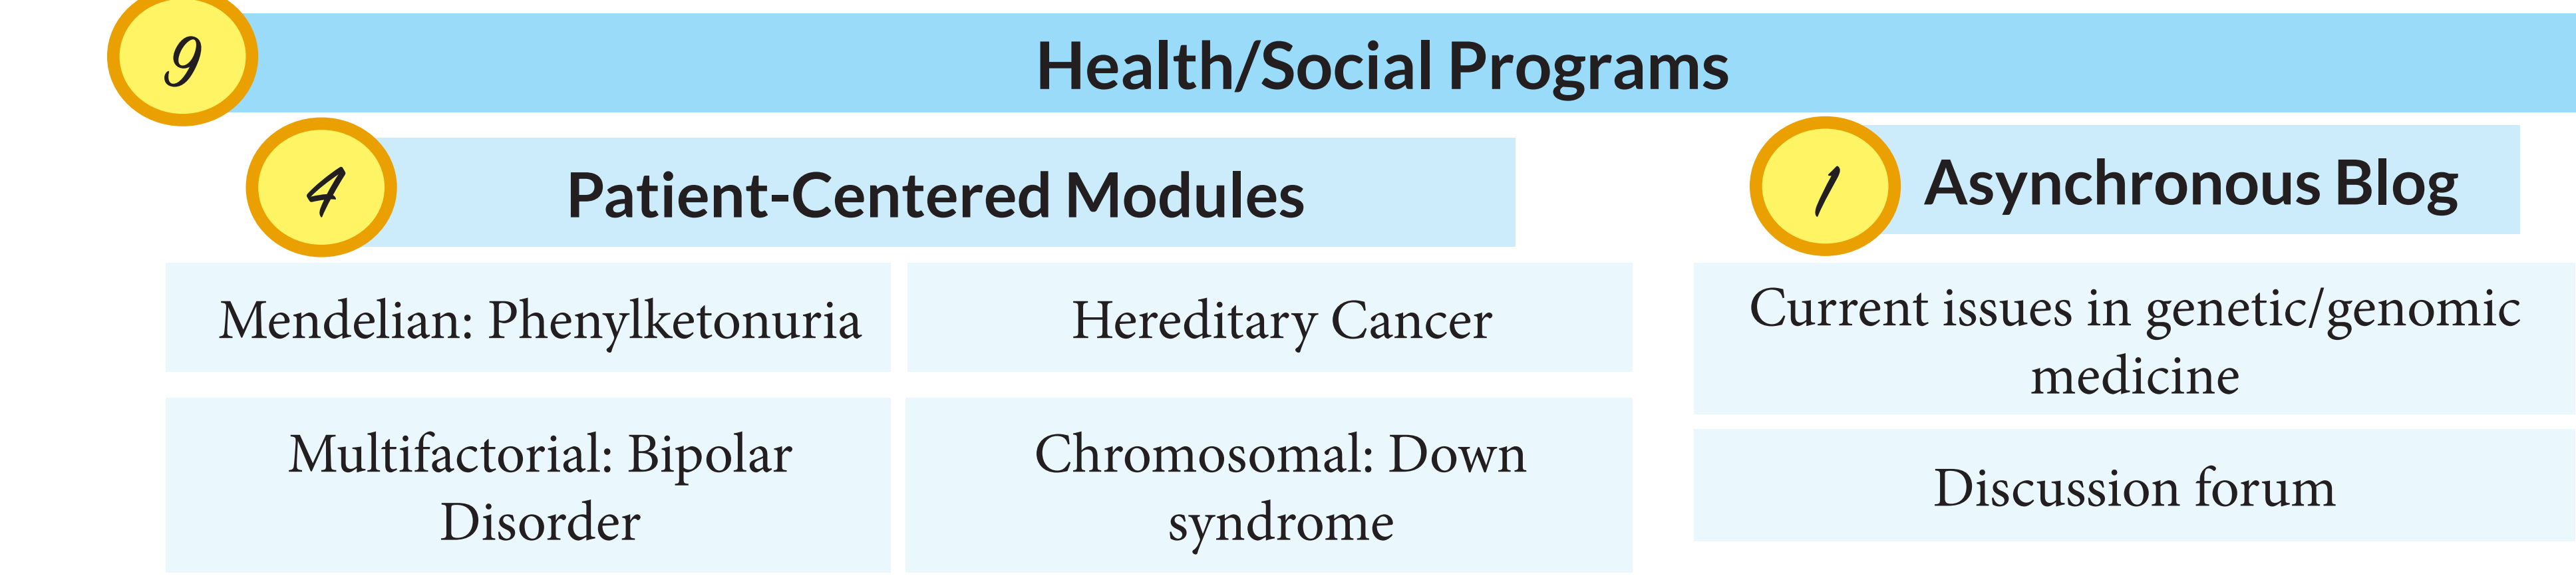 9
Health/Social Programs
4
Patient-Centered Modules
1
Asynchronous Blog
Mendelian: Phenylketonuria
Hereditary Cancer
Current issues in genetic/genomic
medicine
Multifactorial: Bipolar
Disorder
Chromosomal: Down
syndrome
Discussion forum